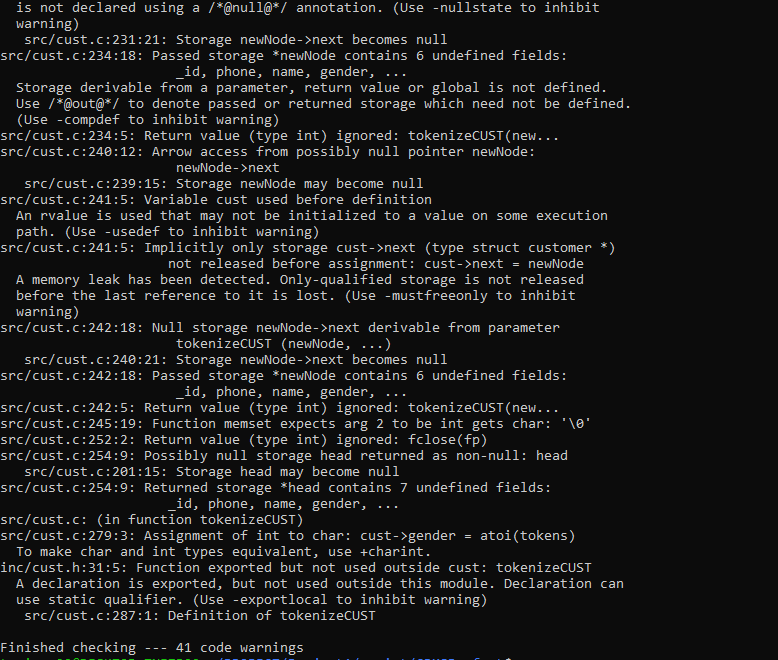 is not declared using a /*@null@*/ annotation. (Use -nullstate to inhibit
warning)
src/cust.c:231:21: Storage newNode->next becomes null
src/cust.c:234:18: Passed storage *newNode contains 6 undefined fields:
_id, phone, name, gender, ...
Storage derivable from a parameter, return value or global is not defined.
Use /*@out@*/ to denote passed or returned storage which need not be defined.
(Use -compdef to inhibit warning)
src/cust.c:234:5: Return value (type int) ignored: tokenizeCUST(new...
src/cust.c:240:12: Arrow access from possibly null pointer newNode:
newNode->next
src/cust.c:239:15: Storage newNode may become null
src/cust.c:241:5: Variable cust used before definition
An rvalue is used that may not be initialized to a value on some execution
path. (Use -usedef to inhibit warning)
src/cust.c:241:5: Implicitly only storage cust->next (type struct customer *)
not released before assignment: cust->next = newNode
A memory leak has been detected. Only-qualified storage is not released
before the last reference to it is lost. (Use -mustfreeonly to inhibit
warning)
src/cust.c:242:18: Null storage newNode->next derivable from parameter
tokenizeCUST (newNode, ...)
src/cust.c:240:21: Storage newNode->next becomes null
src/cust.c:242:18: Passed storage *newNode contains 6 undefined fields:
_id, phone, name, gender, ...
src/cust.c:242:5: Return value (type int) ignored: tokenizeCUST(new...
src/cust.c:245:19: Function memset expects arg 2 to be int gets char: '\0'
src/cust.c:252:2: Return value (type int) ignored: fclose(fp)
src/cust.c:254:9: Possibly null storage head returned as non-null: head
src/cust.c:201:15: Storage head may become null
src/cust.c:254:9: Returned storage *head contains 7 undefined fields:
_id, phone, name, gender, ...
src/cust.c: (in function tokenizeCUST)
src/cust.c:279:3: Assignment of int to char: cust->gender = atoi(tokens)
To make char and int types equivalent, use +charint.
inc/cust.h:31:5: Function exported but not used outside cust: tokenizeCUST
A declaration is exported, but not used outside this module. Declaration can
use static qualifier. (Use -exportlocal to inhibit warning)
src/cust.c:287:1: Definition of tokenizeCUST
Finished checking --- 41 code warnings